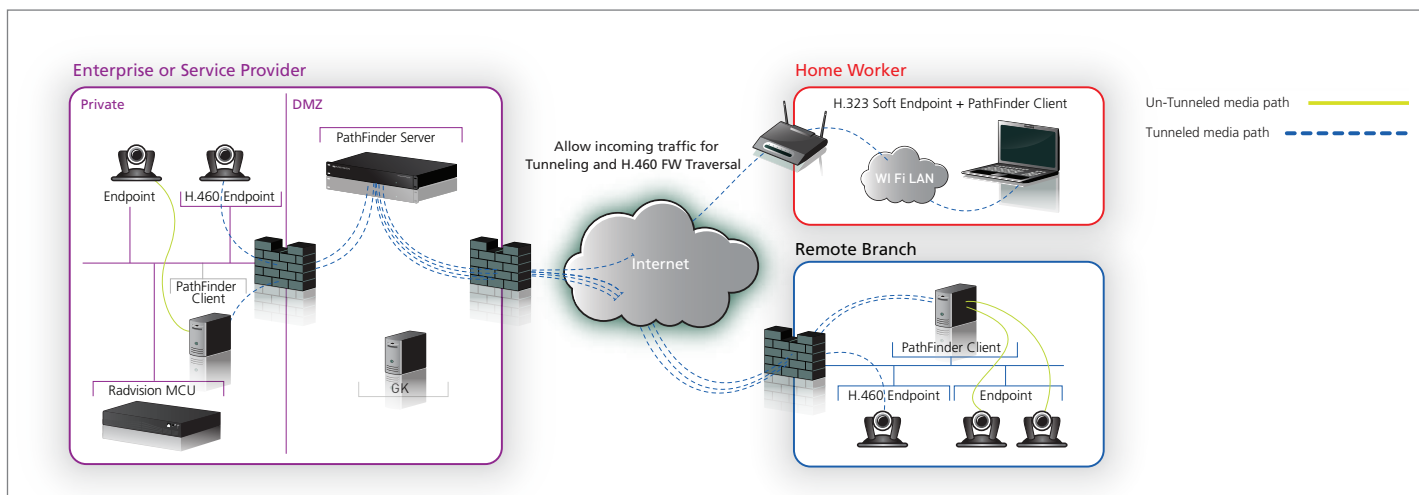 Enterprise or Service Provider
Private
DMZ
PathFinder Server
Endpoint
H.460 Endpoint
PathFinder
Client
Radvision MCU
GK
Allow incoming traffic for
Tunneling and H.460 FW Traversal
Internet
Home Worker
H.323 Soft Endpoint + PathFinder Client
WI Fi LAN
Remote Branch
PathFinder Client
H.460 Endpoint
Endpoint
Un-Tunneled media path
Tunneled media path